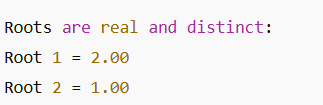 Roots are real and distinct:
Root 1 = 2.00
Root 2 = 1.00